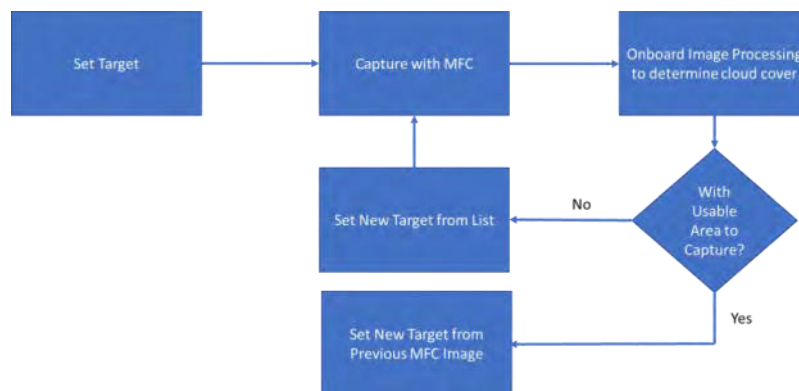 Set Target
Capture with MFC
Onboard Image Processing
to determine cloud cover
With
Usable
Area to
Capture?
No
Set New Target from List
Yes
Set New Target from
Previous MFC Image